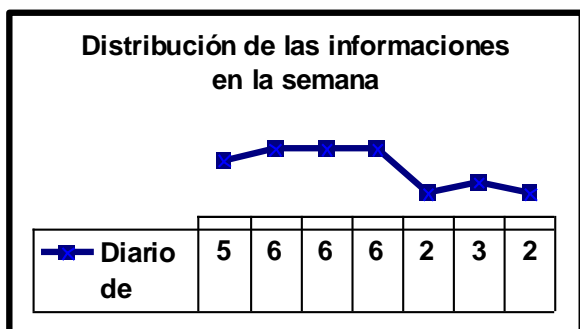 Distribución de las informaciones
en la semana
Diario 5 6 6 6 2 3 2
de